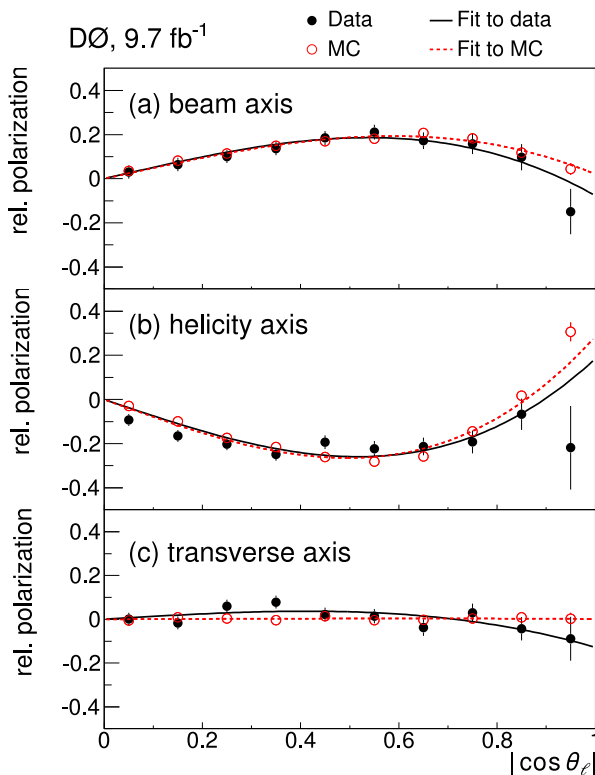 DØ, 9.7 fb⁻¹
Data
Fit to data
MC
Fit to MC
(a) beam axis
rel. polarization
0.4
0.2
0
-0.2
-0.4
(b) helicity axis
rel. polarization
0.4
0.2
0
-0.2
-0.4
(c) transverse axis
rel. polarization
0.4
0.2
0
-0.2
-0.4
0 0.2 0.4 0.6 0.8 1
|cos θℓ|